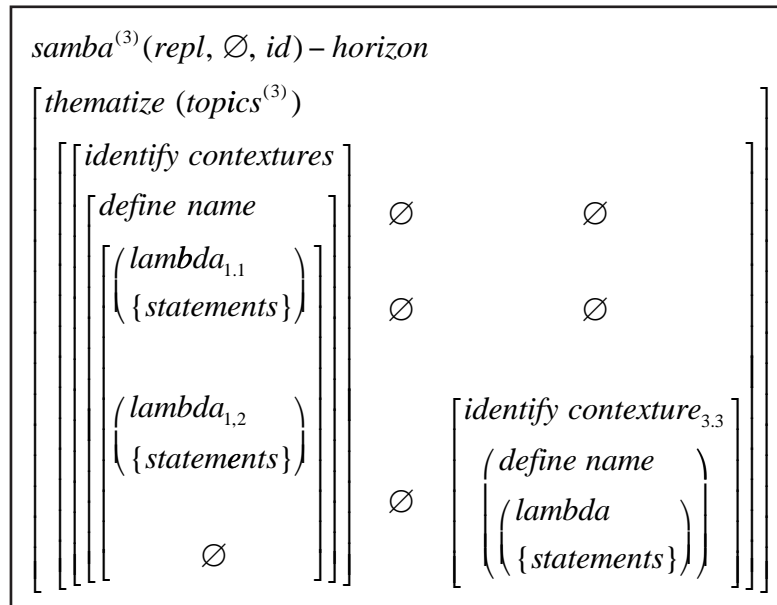 samba⁽³⁾(repl, ∅, id) – horizon
thematize (topics⁽³⁾)
identify contextures
define name
∅ ∅
lambda₁.₁
{statements}
∅ ∅
lambda₁,₂
{statements}
identify contexture₃.₃
define name
∅
lambda
{statements}
∅